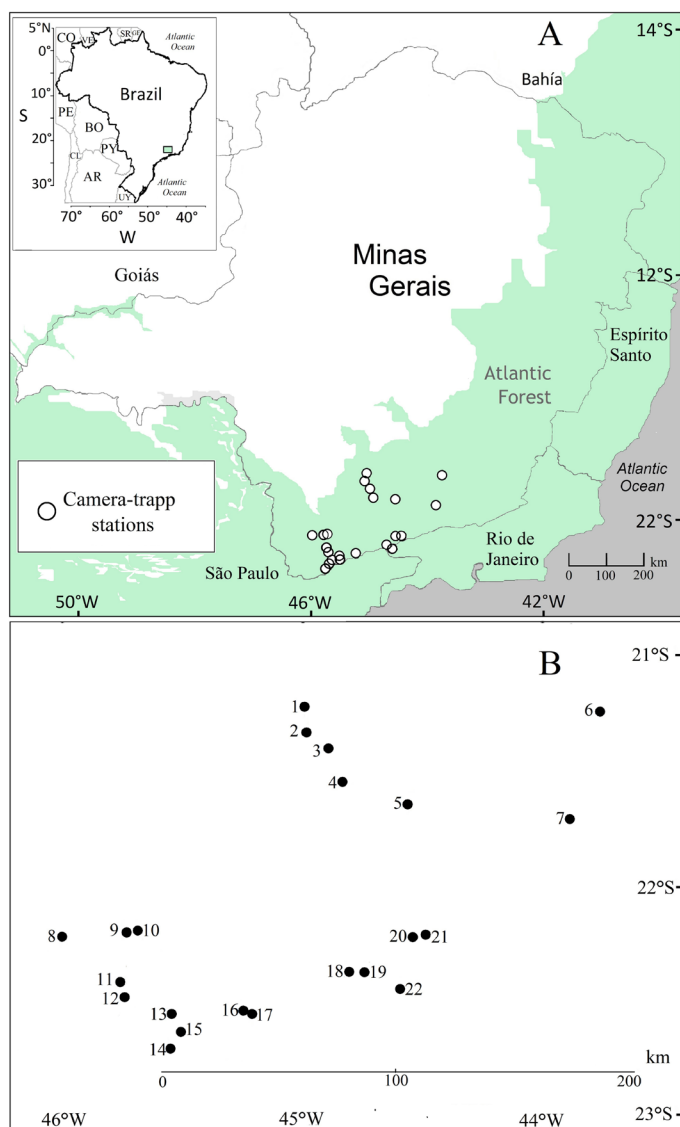 A
5°N
0°
10°
S
20°
30°
70° 60° 50° 40°
W
CO
VE
SR
GF
Atlantic
Ocean
Brazil
PE
BO
PY
CL
AR
UY
Atlantic
Ocean
14°S
Bahía
Goiás
Minas
Gerais
12°S
Espírito
Santo
Atlantic
Forest
Atlantic
Ocean
Camera-trapp
stations
22°S
São Paulo
Rio de
Janeiro
0 100 200
km
50°W 46°W 42°W
B
21°S
1
6
2
3
4
5
7
22°S
8
9
10
20
21
11
18
19
12
22
13
16
17
15
14
km
0 100 200
46°W 45°W 44°W
23°S